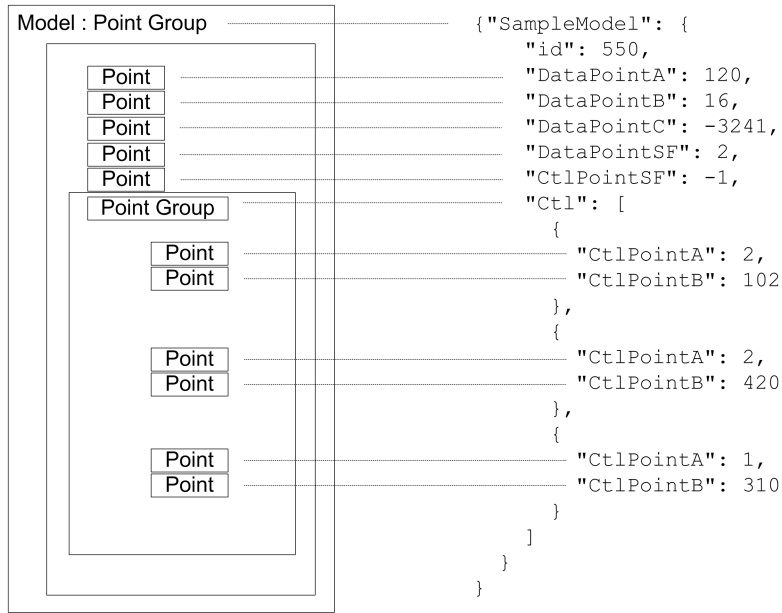 Model : Point Group {"SampleModel": {
"id": 550,
Point "DataPointA": 120,
Point "DataPointB": 16,
Point "DataPointC": -3241,
Point "DataPointSF": 2,
Point "CtlPointSF": -1,
Point Group "Ctl": [
{
Point "CtlPointA": 2,
Point "CtlPointB": 102
},
{
Point "CtlPointA": 2,
Point "CtlPointB": 420
},
{
Point "CtlPointA": 1,
Point "CtlPointB": 310
}
]
}
}